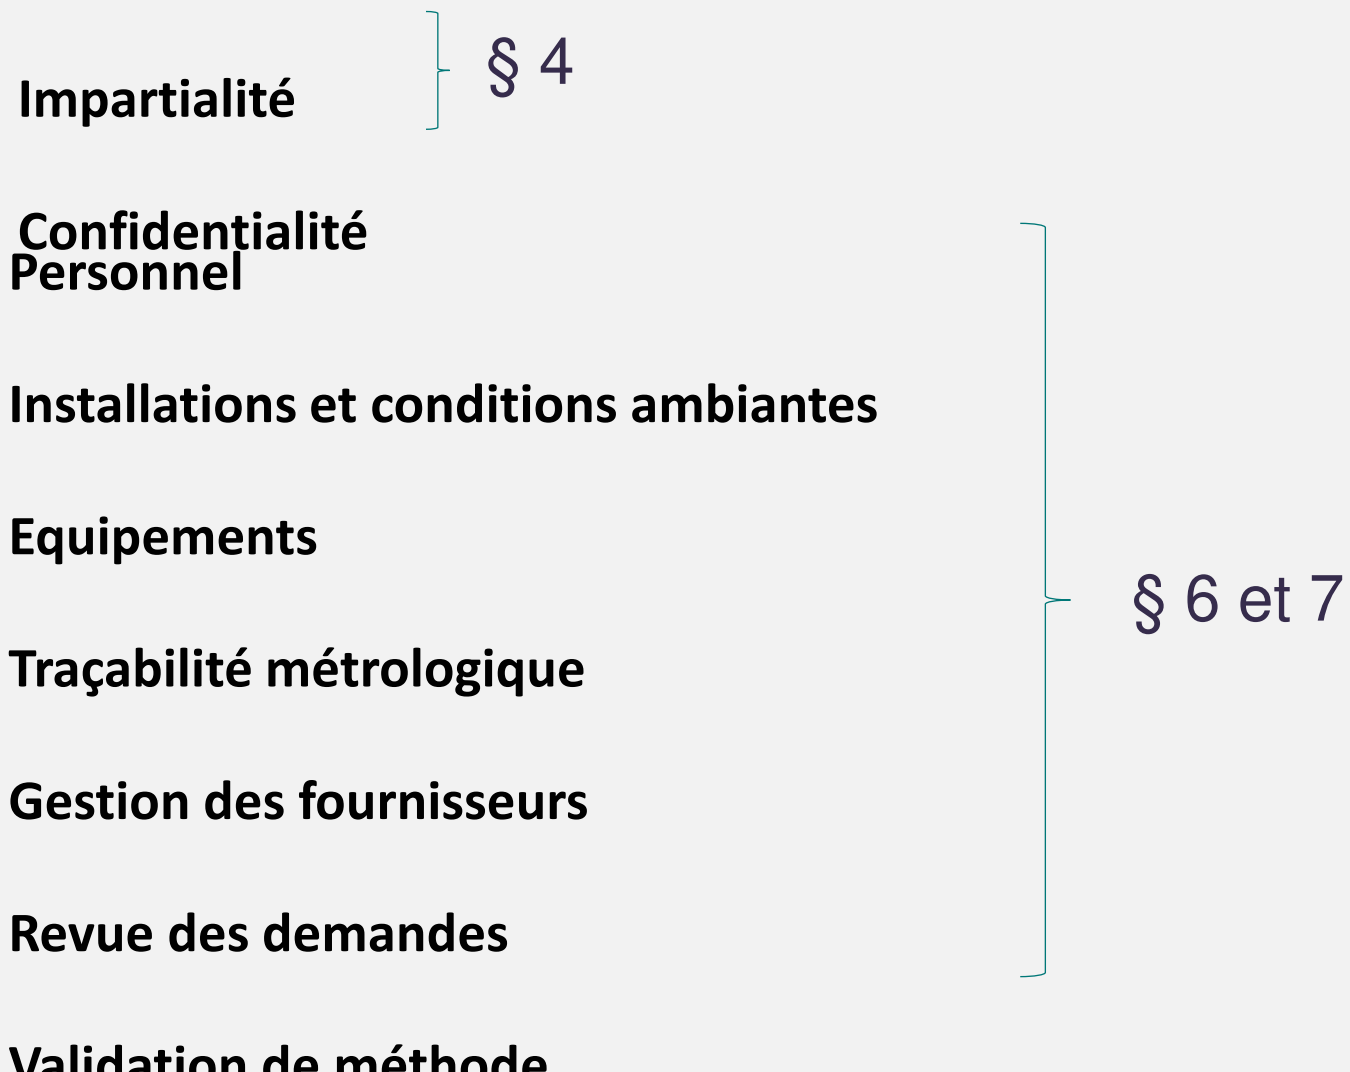 § 4
Impartialité
Confidentialité
Personnel
Installations et conditions ambiantes
Equipements
§ 6 et 7
Traçabilité métrologique
Gestion des fournisseurs
Revue des demandes
Validation de méthode